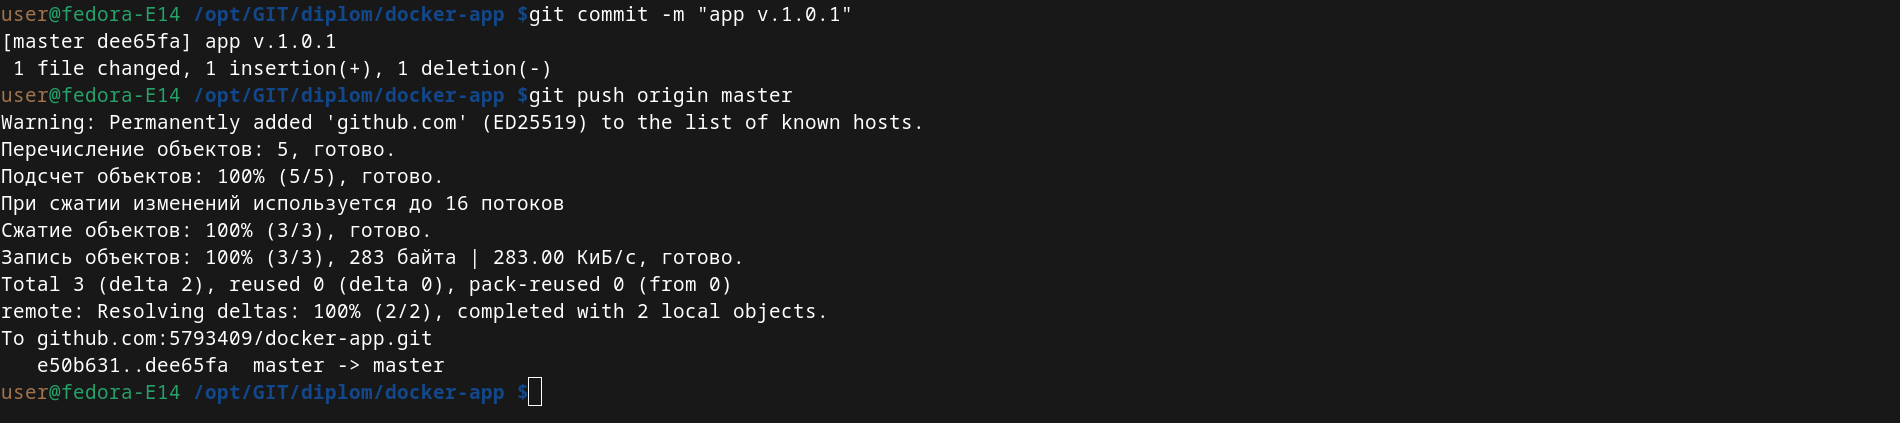 user@fedora-E14 /opt/GIT/diplom/docker-app $git commit -m "app v.1.0.1"
[master dee65fa] app v.1.0.1
 1 file changed, 1 insertion(+), 1 deletion(-)
user@fedora-E14 /opt/GIT/diplom/docker-app $git push origin master
Warning: Permanently added 'github.com' (ED25519) to the list of known hosts.
Перечисление объектов: 5, готово.
Подсчет объектов: 100% (5/5), готово.
При сжатии изменений используется до 16 потоков
Сжатие объектов: 100% (3/3), готово.
Запись объектов: 100% (3/3), 283 байта | 283.00 КиБ/с, готово.
Total 3 (delta 2), reused 0 (delta 0), pack-reused 0 (from 0)
remote: Resolving deltas: 100% (2/2), completed with 2 local objects.
To github.com:5793409/docker-app.git
   e50b631..dee65fa  master -> master
user@fedora-E14 /opt/GIT/diplom/docker-app $